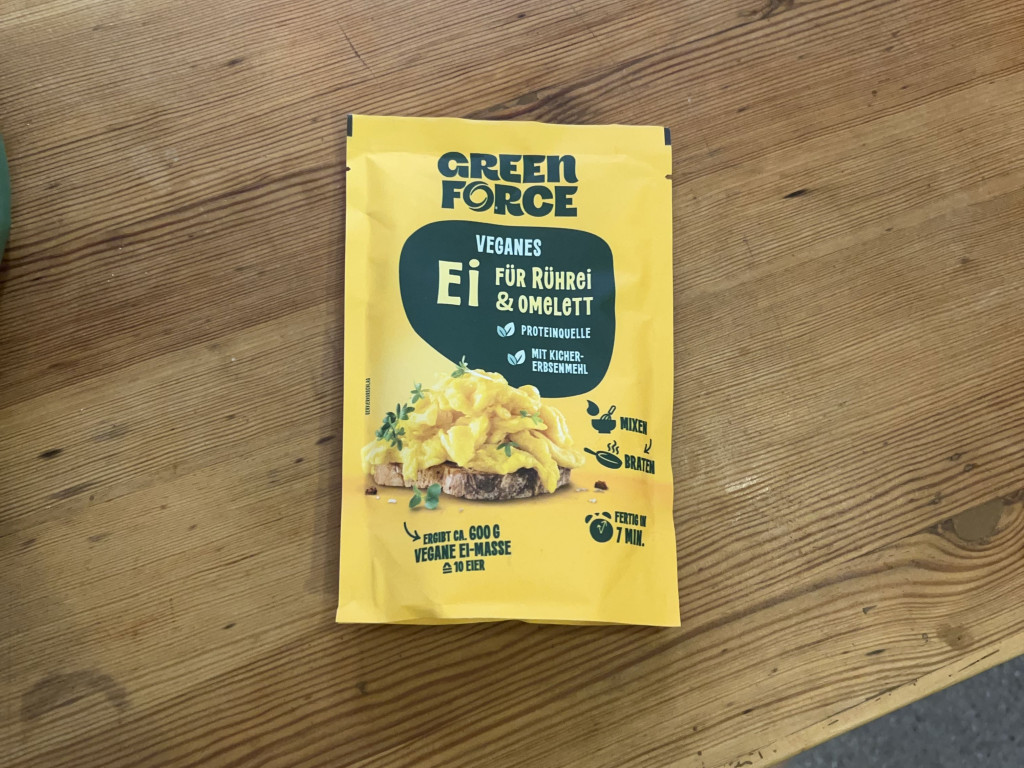 GREEN
FORCE
VEGANES
Ei FÜR RÜHREI
& OMELETT
PROTEINQUELLE
MIT KICHER-
ERBSENMEHL
SERVIERVORSCHLAG
MIXEN
BRATEN
FERTIG IN
7 MIN.
ERGIBT CA. 600 G
VEGANE EI-MASSE
≙ 10 EIER